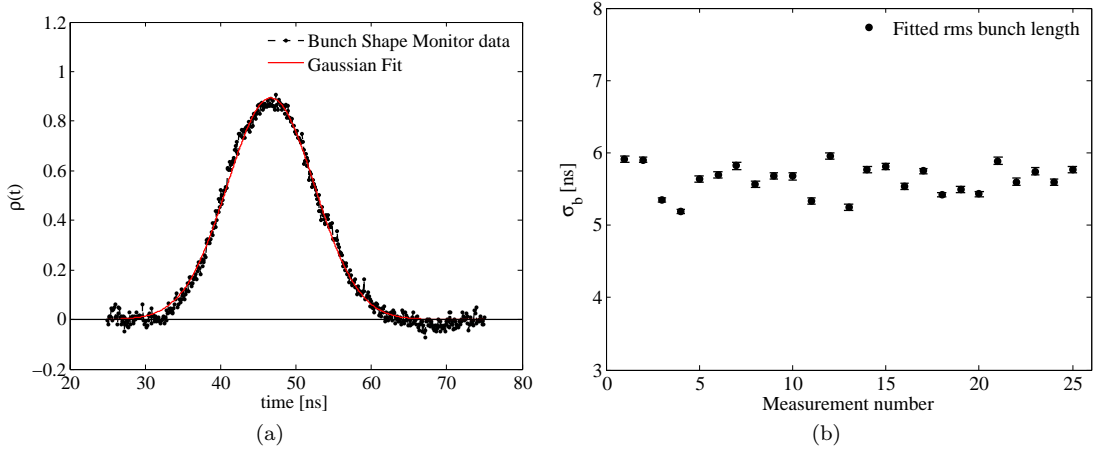 1.2
1
0.8
0.6
0.4
0.2
0
−0.2
20 30 40 50 60 70 80
ρ(t)
time [ns]
Bunch Shape Monitor data
Gaussian Fit
(a)
8
7
6
5
4
3
0 5 10 15 20 25
σb [ns]
Measurement number
Fitted rms bunch length
(b)